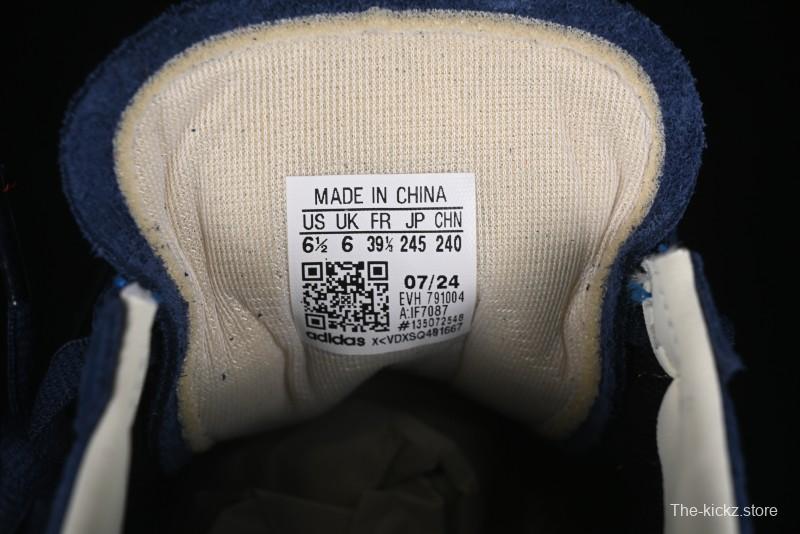 MADE IN CHINA
US UK FR JP CHN
6½ 6 39⅓ 245 240
07/24
EVH 791004
A:IF7087
#135072548
adidas X<VDXSQ481667
The-kickz.store